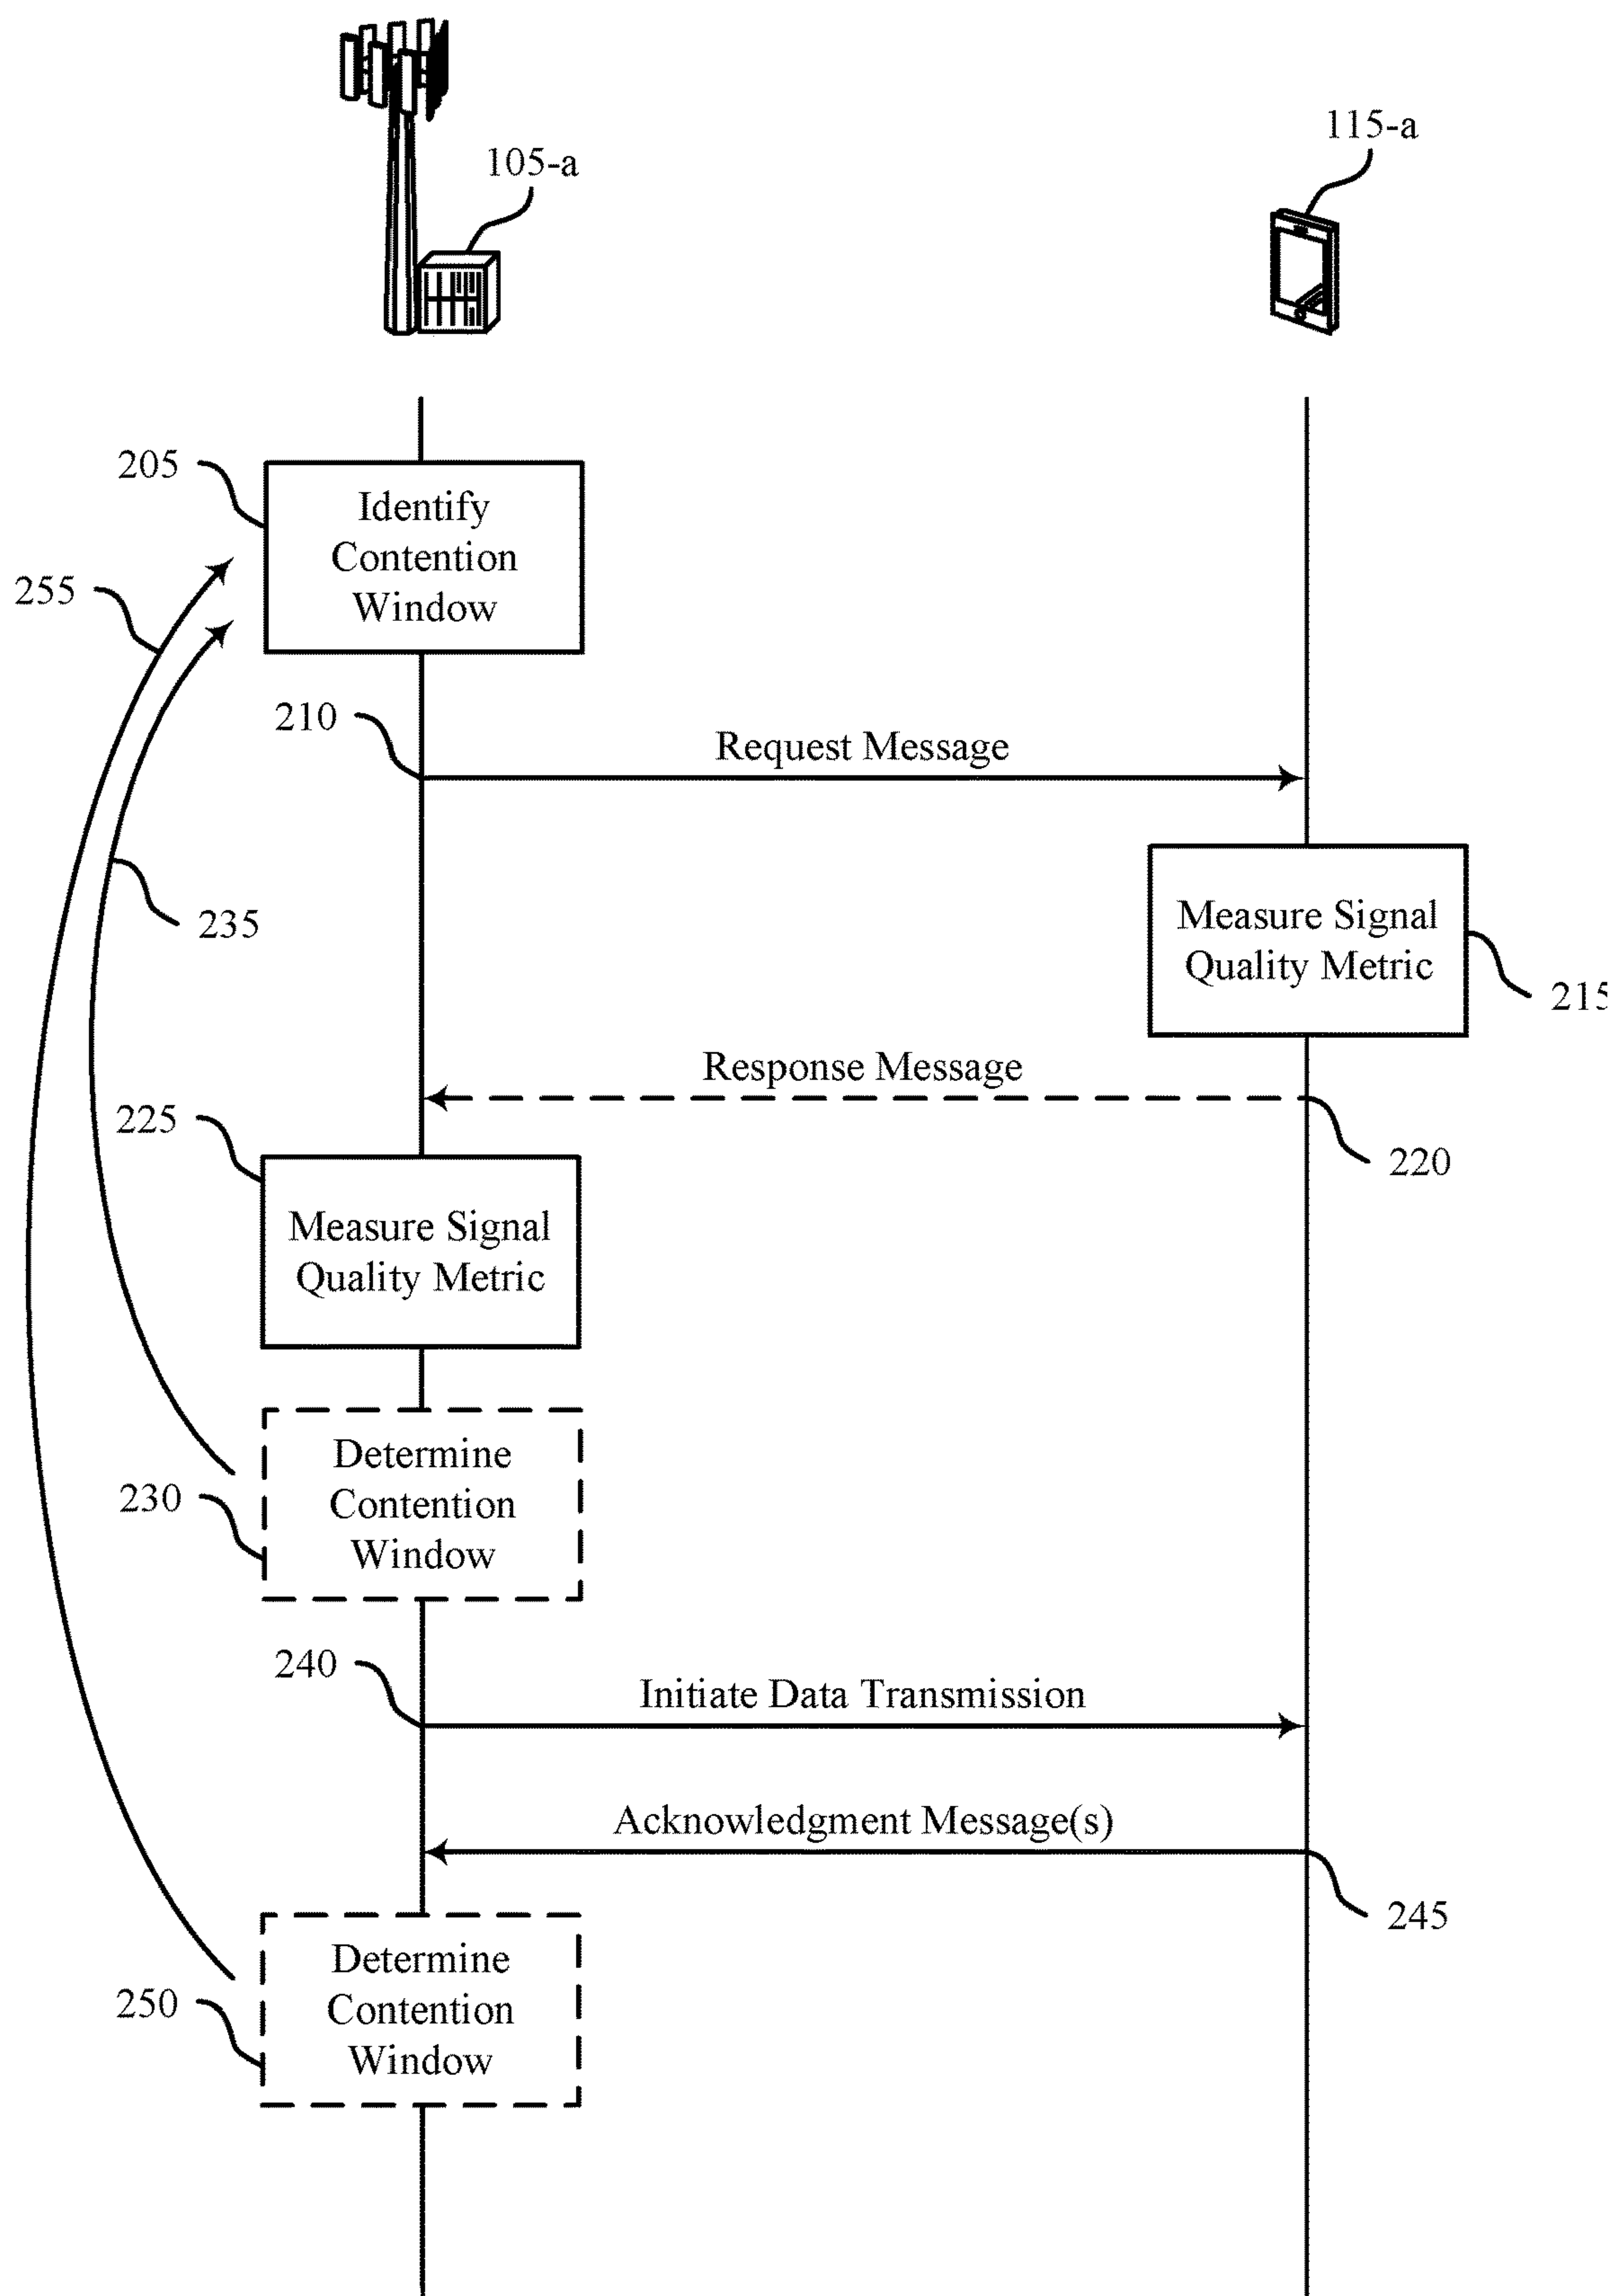 105-a
115-a
205
Identify
Contention
Window
255
210
Request Message
235
Measure Signal
Quality Metric
215
Response Message
225
220
Measure Signal
Quality Metric
Determine
Contention
Window
230
240
Initiate Data Transmission
Acknowledgment Message(s)
245
Determine
Contention
Window
250